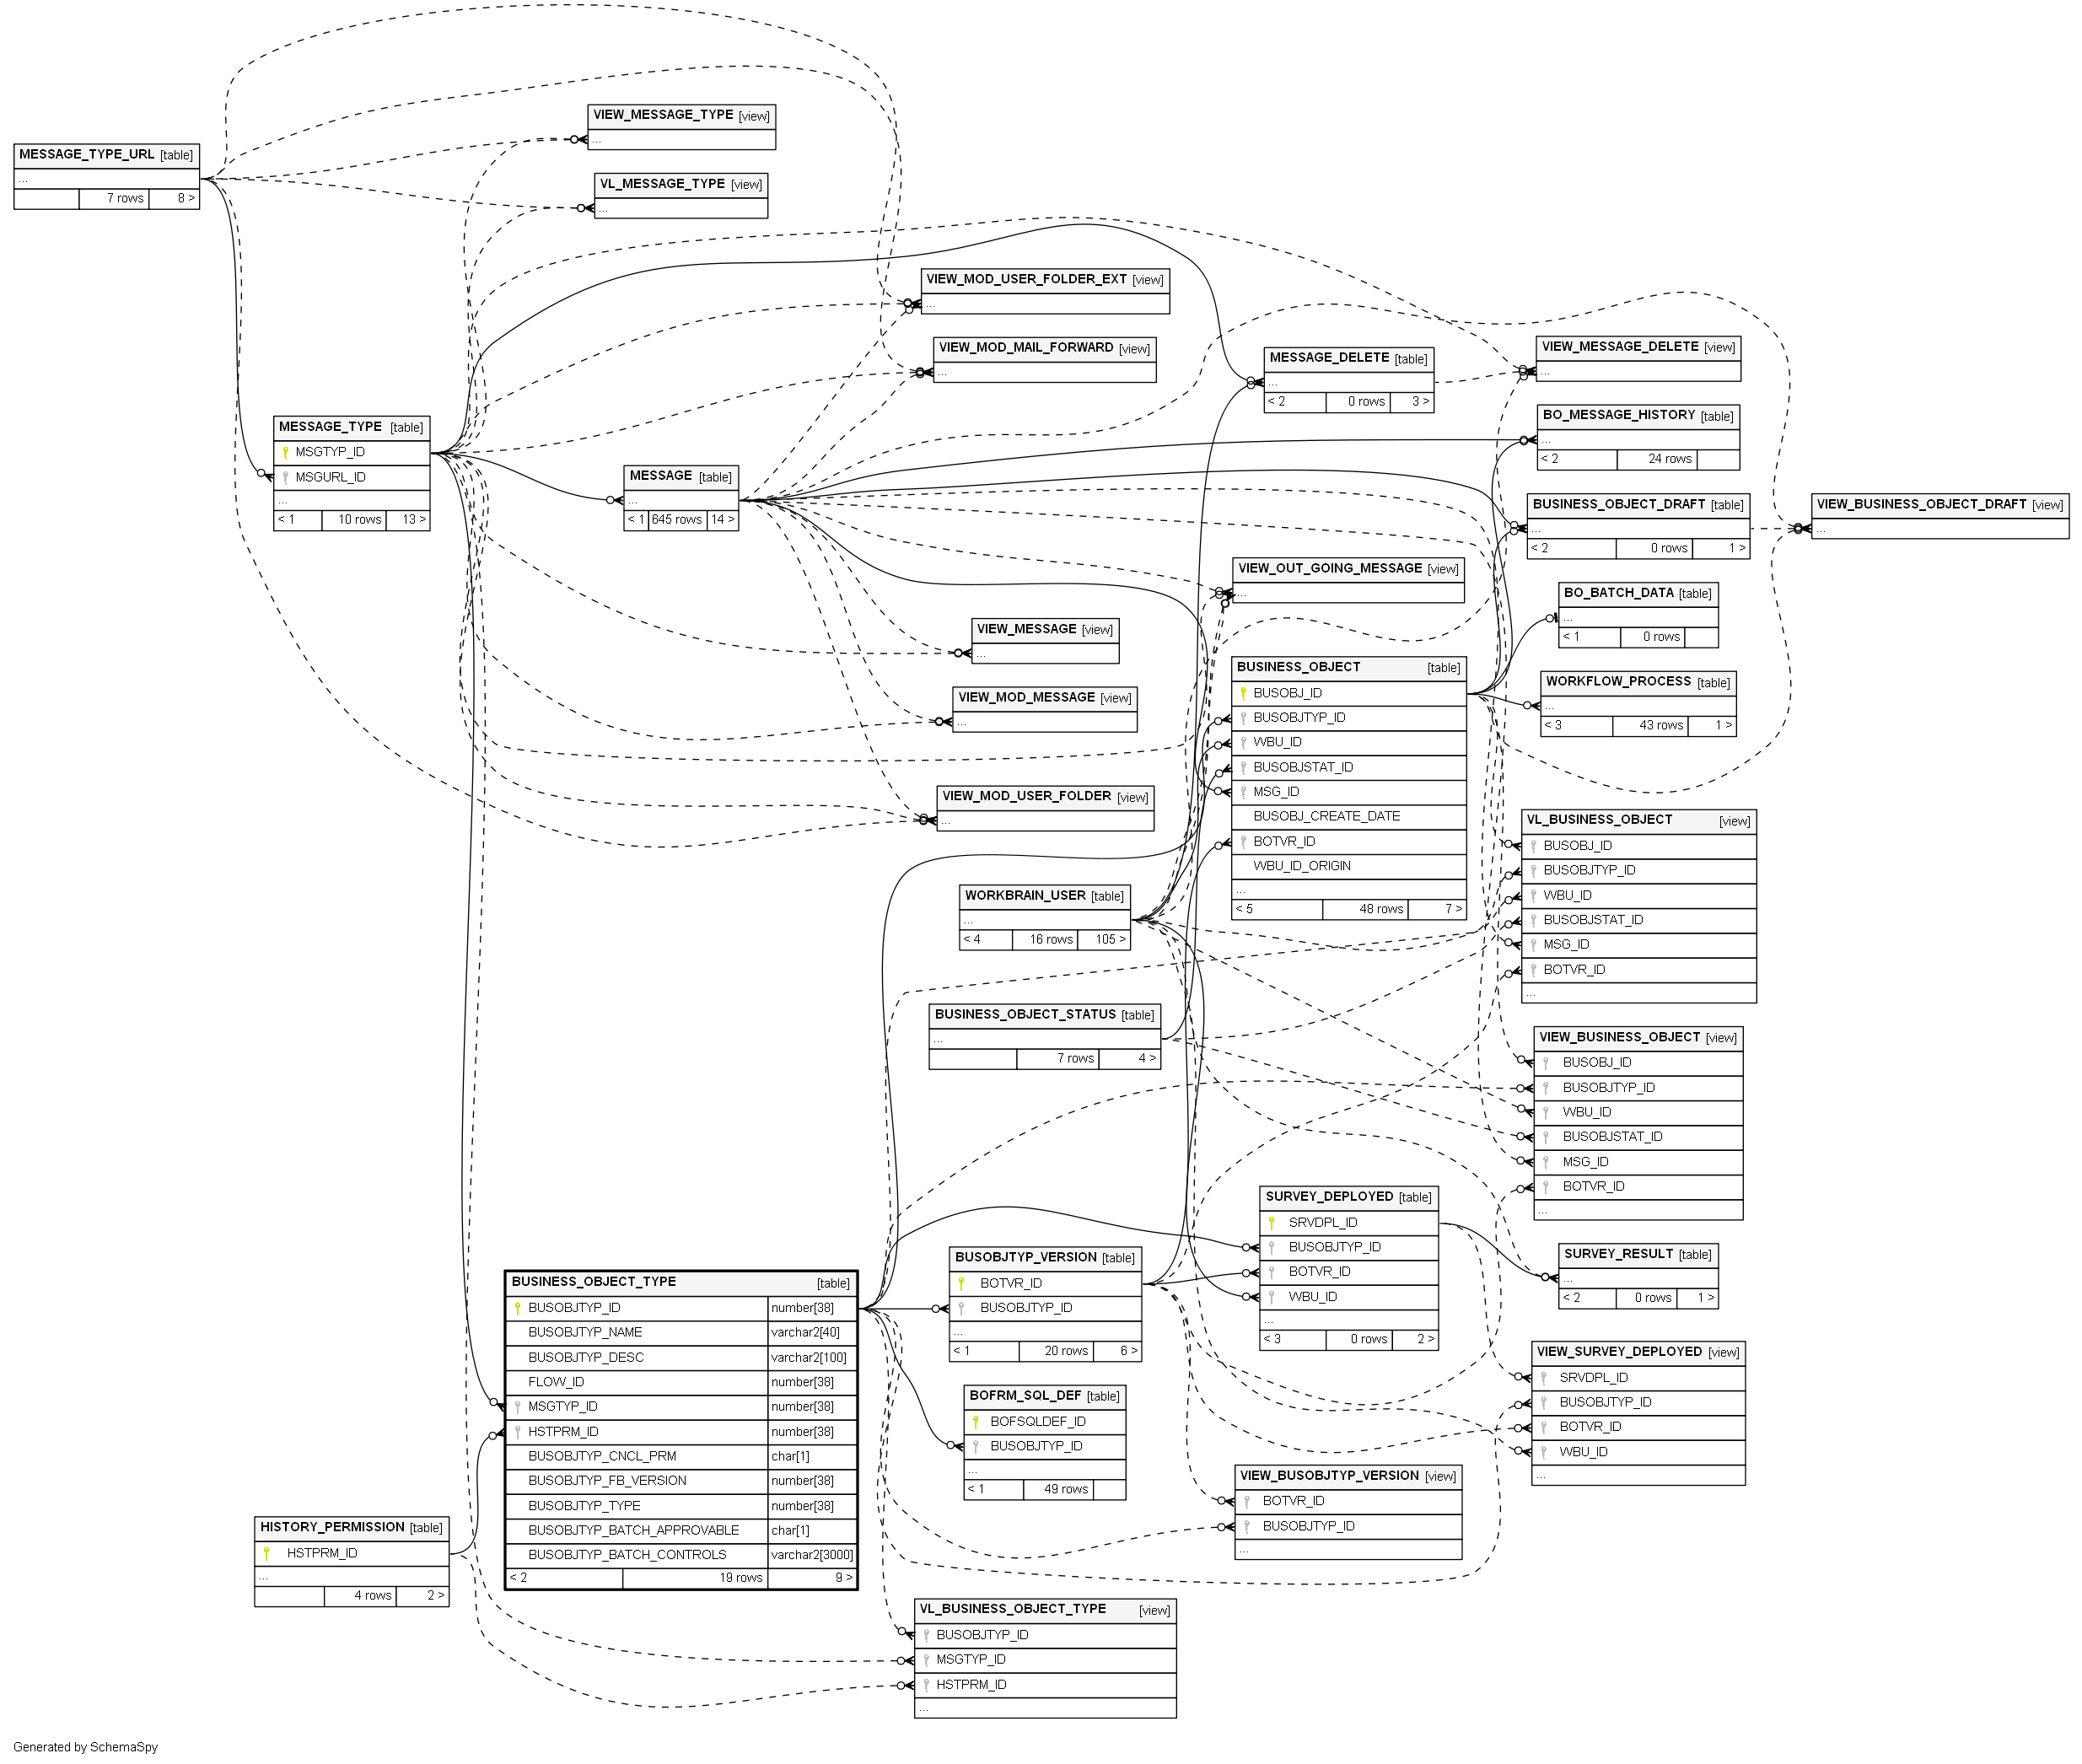 VIEW_MESSAGE_TYPE [view]
...
MESSAGE_TYPE_URL [table]
...
7 rows 8 >
VL_MESSAGE_TYPE [view]
...
VIEW_MOD_USER_FOLDER_EXT [view]
...
VIEW_MOD_MAIL_FORWARD [view]
...
MESSAGE_DELETE [table]
...
< 2 0 rows 3 >
VIEW_MESSAGE_DELETE [view]
...
BO_MESSAGE_HISTORY [table]
...
< 2 24 rows
MESSAGE_TYPE [table]
MSGTYP_ID
MSGURL_ID
...
< 1 10 rows 13 >
MESSAGE [table]
...
< 1 645 rows 14 >
BUSINESS_OBJECT_DRAFT [table]
...
< 2 0 rows 1 >
VIEW_BUSINESS_OBJECT_DRAFT [view]
...
VIEW_OUT_GOING_MESSAGE [view]
...
BO_BATCH_DATA [table]
...
< 1 0 rows
VIEW_MESSAGE [view]
...
BUSINESS_OBJECT [table]
BUSOBJ_ID
BUSOBJTYP_ID
WBU_ID
BUSOBJSTAT_ID
MSG_ID
BUSOBJ_CREATE_DATE
BOTVR_ID
WBU_ID_ORIGIN
...
< 5 48 rows 7 >
WORKFLOW_PROCESS [table]
...
< 3 43 rows 1 >
VIEW_MOD_MESSAGE [view]
...
VIEW_MOD_USER_FOLDER [view]
...
VL_BUSINESS_OBJECT [view]
BUSOBJ_ID
BUSOBJTYP_ID
WBU_ID
BUSOBJSTAT_ID
MSG_ID
BOTVR_ID
...
WORKBRAIN_USER [table]
...
< 4 16 rows 105 >
BUSINESS_OBJECT_STATUS [table]
...
7 rows 4 >
VIEW_BUSINESS_OBJECT [view]
BUSOBJ_ID
BUSOBJTYP_ID
WBU_ID
BUSOBJSTAT_ID
MSG_ID
BOTVR_ID
...
SURVEY_DEPLOYED [table]
SRVDPL_ID
BUSOBJTYP_ID
BOTVR_ID
WBU_ID
...
< 3 0 rows 2 >
SURVEY_RESULT [table]
...
< 2 0 rows 1 >
BUSOBJTYP_VERSION [table]
BOTVR_ID
BUSOBJTYP_ID
...
< 1 20 rows 6 >
BUSINESS_OBJECT_TYPE [table]
BUSOBJTYP_ID number[38]
BUSOBJTYP_NAME varchar2[40]
BUSOBJTYP_DESC varchar2[100]
FLOW_ID number[38]
MSGTYP_ID number[38]
HSTPRM_ID number[38]
BUSOBJTYP_CNCL_PRM char[1]
BUSOBJTYP_FB_VERSION number[38]
BUSOBJTYP_TYPE number[38]
BUSOBJTYP_BATCH_APPROVABLE char[1]
BUSOBJTYP_BATCH_CONTROLS varchar2[3000]
< 2 19 rows 9 >
VIEW_SURVEY_DEPLOYED [view]
SRVDPL_ID
BUSOBJTYP_ID
BOTVR_ID
WBU_ID
...
BOFRM_SQL_DEF [table]
BOFSQLDEF_ID
BUSOBJTYP_ID
...
< 1 49 rows
VIEW_BUSOBJTYP_VERSION [view]
BOTVR_ID
BUSOBJTYP_ID
...
HISTORY_PERMISSION [table]
HSTPRM_ID
...
4 rows 2 >
VL_BUSINESS_OBJECT_TYPE [view]
BUSOBJTYP_ID
MSGTYP_ID
HSTPRM_ID
...
Generated by SchemaSpy